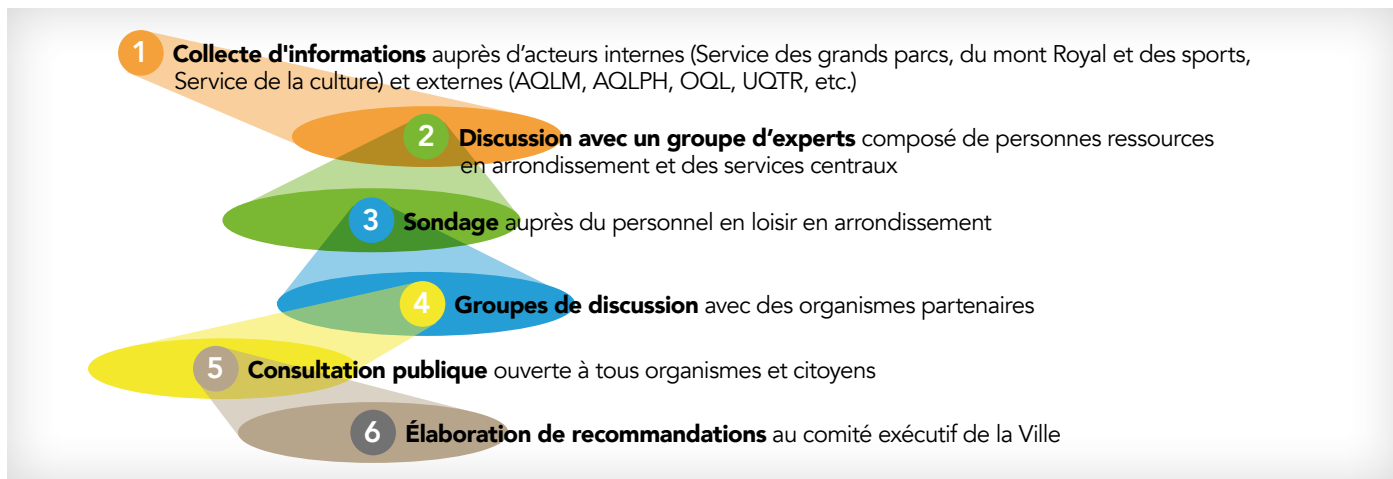 1 Collecte d'informations auprès d'acteurs internes (Service des grands parcs, du mont Royal et des sports,
Service de la culture) et externes (AQLM, AQLPH, OQL, UQTR, etc.)
2 Discussion avec un groupe d'experts composé de personnes ressources
en arrondissement et des services centraux
3 Sondage auprès du personnel en loisir en arrondissement
4 Groupes de discussion avec des organismes partenaires
5 Consultation publique ouverte à tous organismes et citoyens
6 Élaboration de recommandations au comité exécutif de la Ville